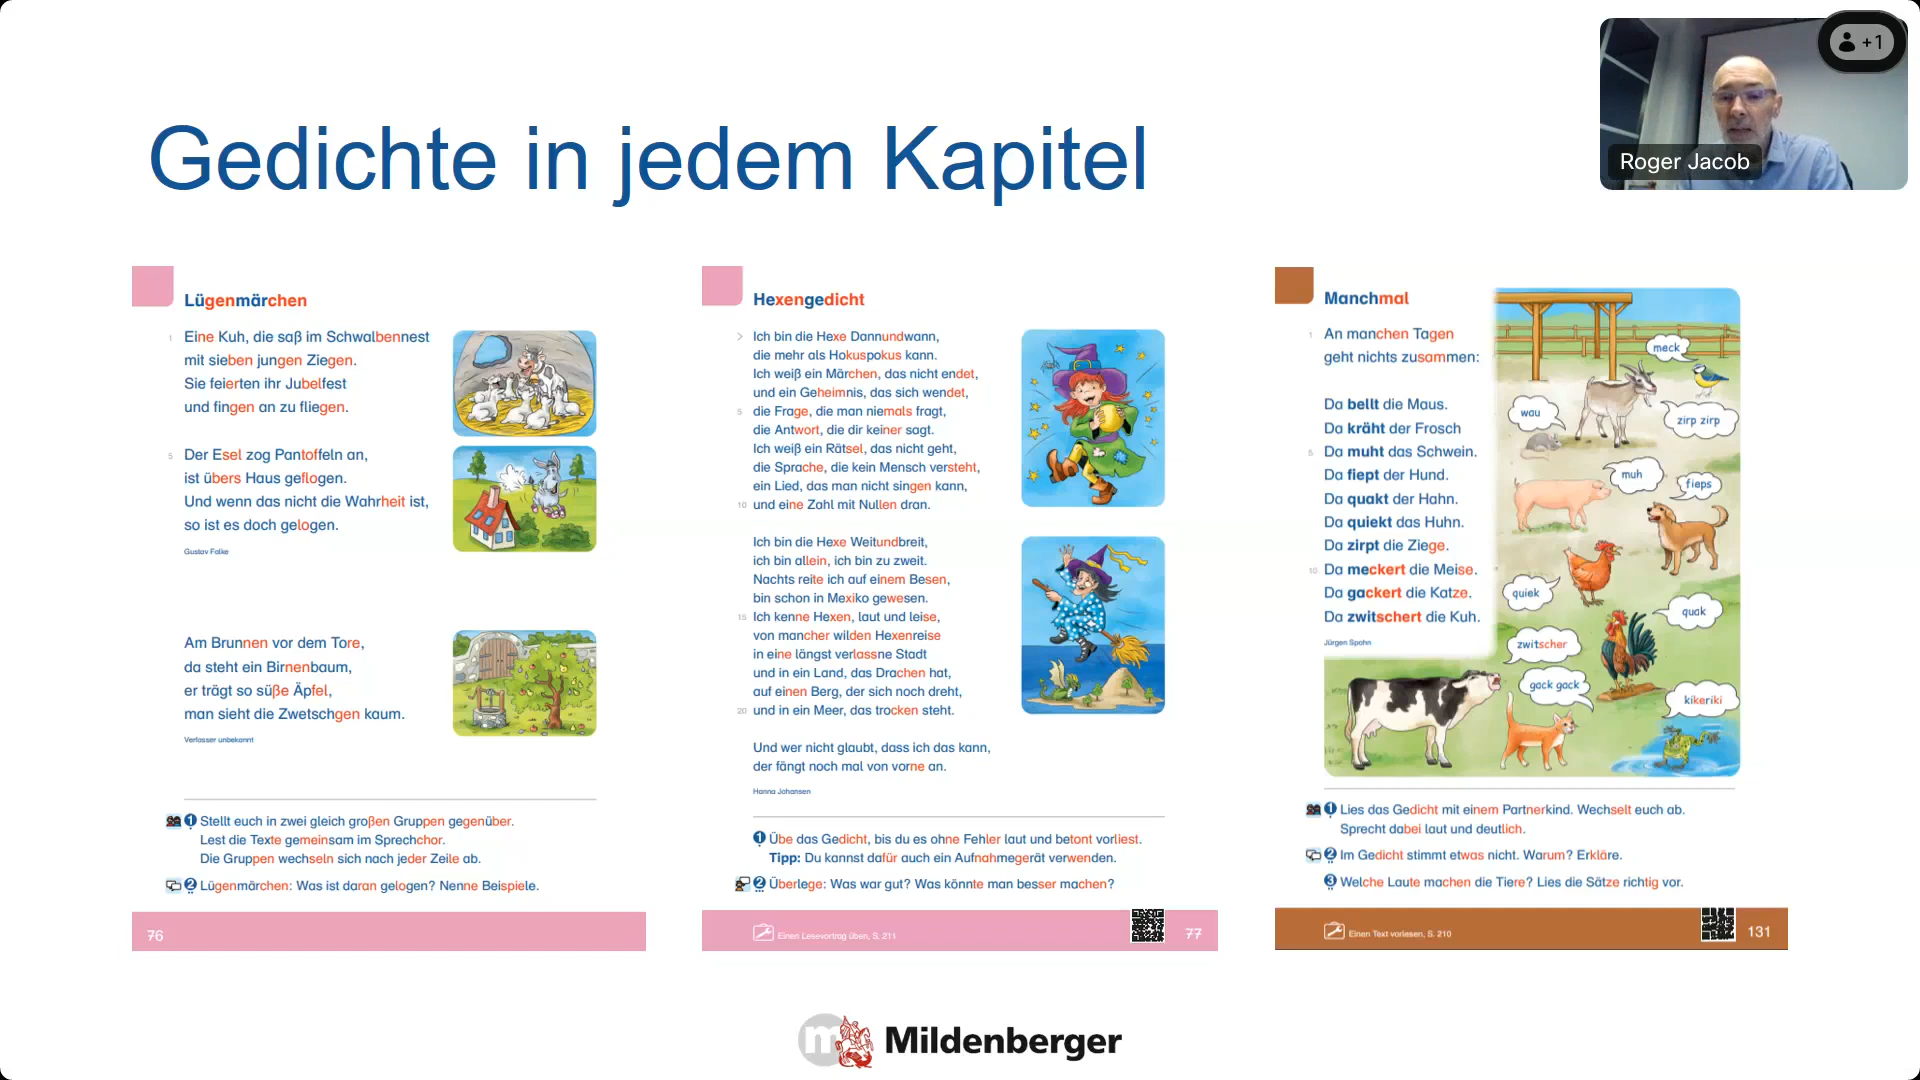 +1
Roger Jacob
Gedichte in jedem Kapitel
Lügenmärchen
1 Eine Kuh, die saß im Schwalbennest
mit sieben jungen Ziegen.
Sie feierten ihr Jubelfest
und fingen an zu fliegen.
5 Der Esel zog Pantoffeln an,
ist übers Haus geflogen.
Und wenn das nicht die Wahrheit ist,
so ist es doch gelogen.
Gustav Falke
Am Brunnen vor dem Tore,
da steht ein Birnenbaum,
er trägt so süße Äpfel,
man sieht die Zwetschgen kaum.
Verfasser unbekannt
1 Stellt euch in zwei gleich großen Gruppen gegenüber.
Lest die Texte gemeinsam im Sprechchor.
Die Gruppen wechseln sich nach jeder Zeile ab.
2 Lügenmärchen: Was ist daran gelogen? Nenne Beispiele.
76
Hexengedicht
Ich bin die Hexe Dannundwann,
die mehr als Hokuspokus kann.
Ich weiß ein Märchen, das nicht endet,
und ein Geheimnis, das sich wendet,
5 die Frage, die man niemals fragt,
die Antwort, die dir keiner sagt.
Ich weiß ein Rätsel, das nicht geht,
die Sprache, die kein Mensch versteht,
ein Lied, das man nicht singen kann,
10 und eine Zahl mit Nullen dran.
Ich bin die Hexe Weitundbreit,
ich bin allein, ich bin zu zweit.
Nachts reite ich auf einem Besen,
bin schon in Mexiko gewesen.
15 Ich kenne Hexen, laut und leise,
von mancher wilden Hexenreise
in eine längst verlassne Stadt
und in ein Land, das Drachen hat,
auf einen Berg, der sich noch dreht,
20 und in ein Meer, das trocken steht.
Und wer nicht glaubt, dass ich das kann,
der fängt noch mal von vorne an.
Hanna Johansen
1 Übe das Gedicht, bis du es ohne Fehler laut und betont vorliest.
Tipp: Du kannst dafür auch ein Aufnahmegerät verwenden.
2 Überlege: Was war gut? Was könnte man besser machen?
Einen Lesevortrag üben, S. 211
77
Manchmal
1 An manchen Tagen
geht nichts zusammen:
Da bellt die Maus.
Da kräht der Frosch
5 Da muht das Schwein.
Da fiept der Hund.
Da quakt der Hahn.
Da quiekt das Huhn.
Da zirpt die Ziege.
10 Da meckert die Meise.
Da gackert die Katze.
Da zwitschert die Kuh.
Jürgen Spohn
meck
wau
zirp zirp
muh
fieps
quiek
quak
zwitscher
gack gack
kikeriki
1 Lies das Gedicht mit einem Partnerkind. Wechselt euch ab.
Sprecht dabei laut und deutlich.
2 Im Gedicht stimmt etwas nicht. Warum? Erkläre.
3 Welche Laute machen die Tiere? Lies die Sätze richtig vor.
Einen Text vorlesen, S. 210
131
m Mildenberger